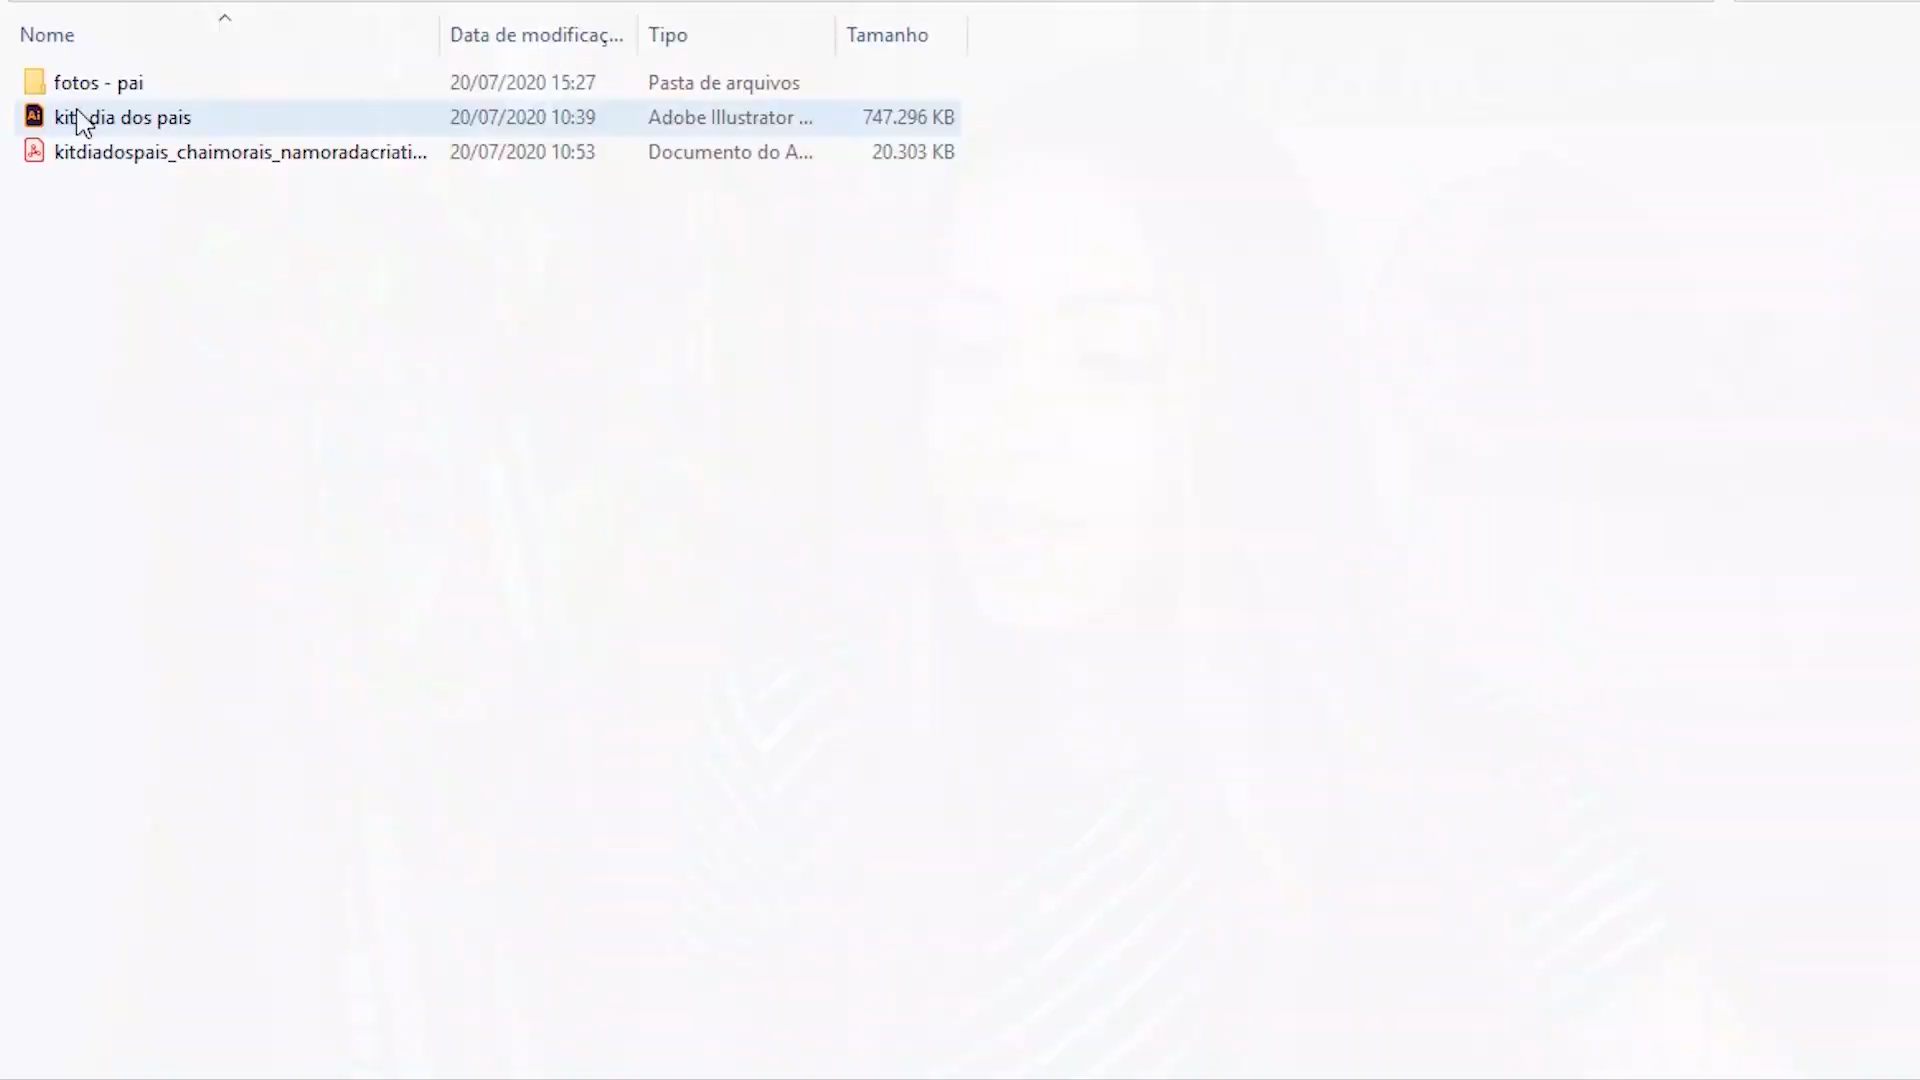 Nome Data de modificaç... Tipo Tamanho
fotos - pai 20/07/2020 15:27 Pasta de arquivos
kit dia dos pais 20/07/2020 10:39 Adobe Illustrator ... 747.296 KB
kitdiadospais_chaimorais_namoradacriati... 20/07/2020 10:53 Documento do A... 20.303 KB